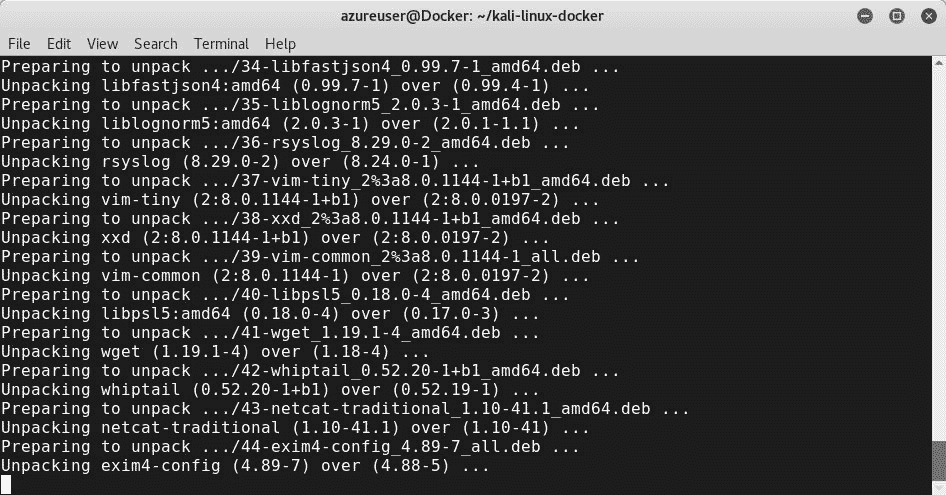 azureuser@Docker: ~/kali-linux-docker
File Edit View Search Terminal Help
Preparing to unpack .../34-libfastjson4_0.99.7-1_amd64.deb ...
Unpacking libfastjson4:amd64 (0.99.7-1) over (0.99.4-1) ...
Preparing to unpack .../35-liblognorm5_2.0.3-1_amd64.deb ...
Unpacking liblognorm5:amd64 (2.0.3-1) over (2.0.1-1.1) ...
Preparing to unpack .../36-rsyslog_8.29.0-2_amd64.deb ...
Unpacking rsyslog (8.29.0-2) over (8.24.0-1) ...
Preparing to unpack .../37-vim-tiny_2%3a8.0.1144-1+b1_amd64.deb ...
Unpacking vim-tiny (2:8.0.1144-1+b1) over (2:8.0.0197-2) ...
Preparing to unpack .../38-xxd_2%3a8.0.1144-1+b1_amd64.deb ...
Unpacking xxd (2:8.0.1144-1+b1) over (2:8.0.0197-2) ...
Preparing to unpack .../39-vim-common_2%3a8.0.1144-1_all.deb ...
Unpacking vim-common (2:8.0.1144-1) over (2:8.0.0197-2) ...
Preparing to unpack .../40-libpsl5_0.18.0-4_amd64.deb ...
Unpacking libpsl5:amd64 (0.18.0-4) over (0.17.0-3) ...
Preparing to unpack .../41-wget_1.19.1-4_amd64.deb ...
Unpacking wget (1.19.1-4) over (1.18-4) ...
Preparing to unpack .../42-whiptail_0.52.20-1+b1_amd64.deb ...
Unpacking whiptail (0.52.20-1+b1) over (0.52.19-1) ...
Preparing to unpack .../43-netcat-traditional_1.10-41.1_amd64.deb ...
Unpacking netcat-traditional (1.10-41.1) over (1.10-41) ...
Preparing to unpack .../44-exim4-config_4.89-7_all.deb ...
Unpacking exim4-config (4.89-7) over (4.88-5) ...